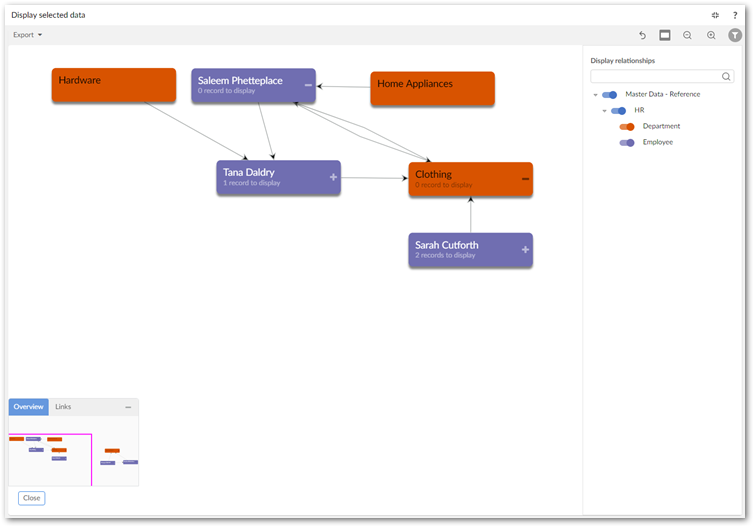 Display selected data
?
Export
Hardware
Saleem Phetteplace
0 record to display
Home Appliances
Tana Daldry
1 record to display
Clothing
0 record to display
Sarah Cutforth
2 records to display
Display relationships
Master Data - Reference
HR
Department
Employee
Overview
Links
Close